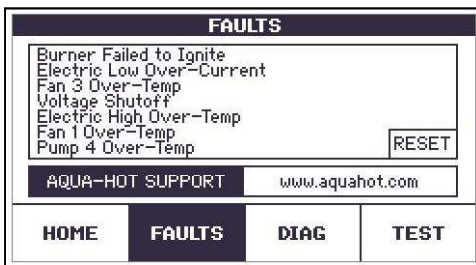 FAULTS
Burner Failed to Ignite
Electric Low Over-Current
Fan 3 Over-Temp
Voltage Shutoff
Electric High Over-Temp
Fan 1 Over-Temp
Pump 4 Over-Temp
RESET
AQUA-HOT SUPPORT www.aquahot.com
HOME FAULTS DIAG TEST